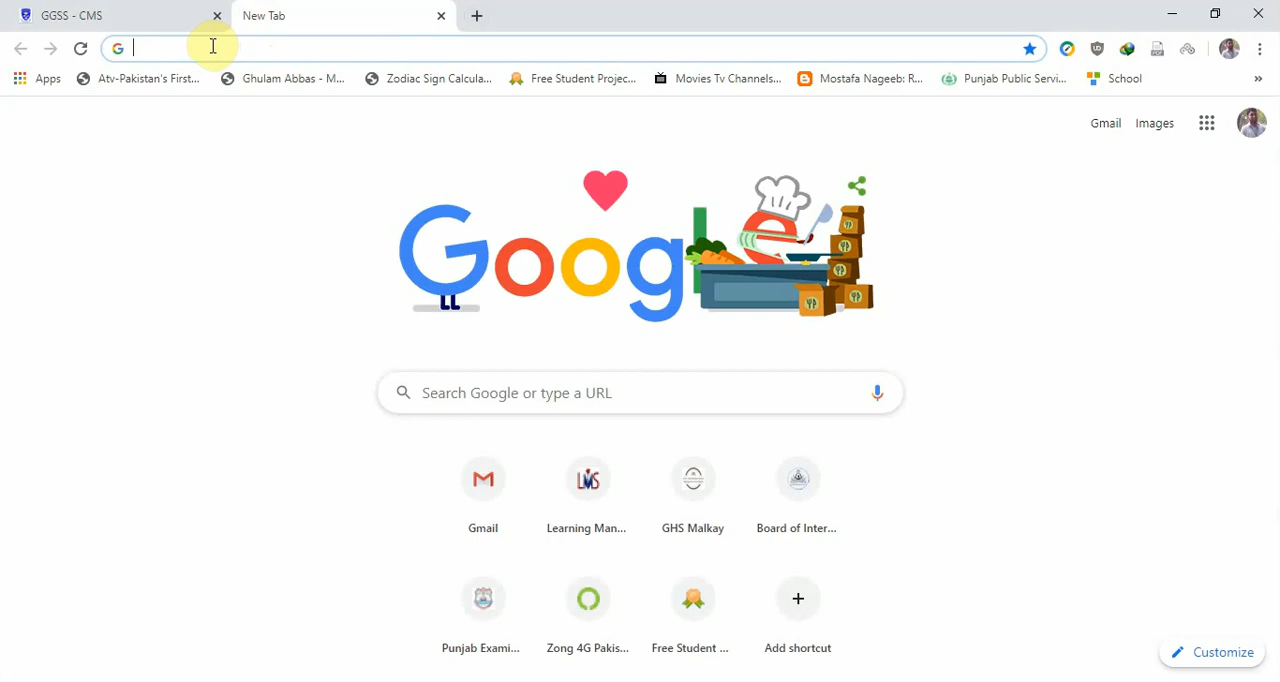 GGSS - CMS
New Tab
Apps
Atv-Pakistan's First...
Ghulam Abbas - M...
Zodiac Sign Calcula...
Free Student Projec...
Movies Tv Channels...
Mostafa Nageeb: R...
Punjab Public Servi...
School
»
Gmail
Images
Google
Search Google or type a URL
Gmail
Learning Man...
GHS Malkay
Board of Inter...
Punjab Exami...
Zong 4G Pakis...
Free Student ...
Add shortcut
Customize